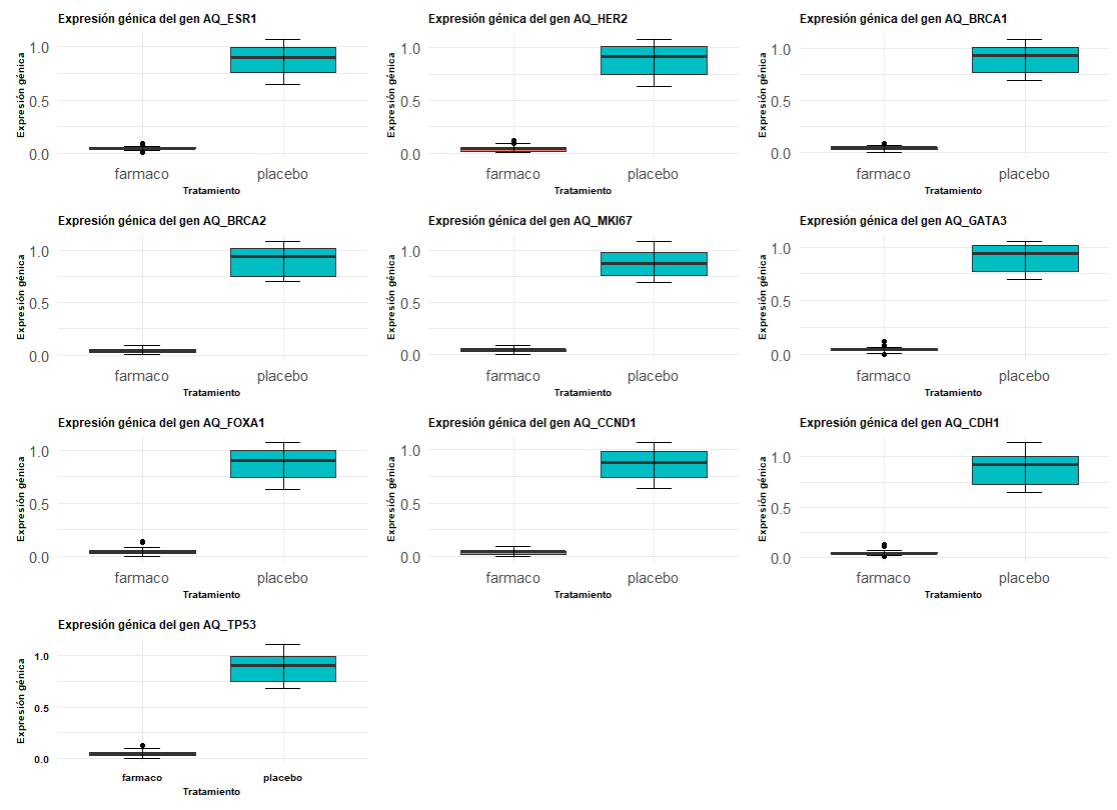 Expresión génica del gen AQ_ESR1
Expresión génica
1.0
0.5
0.0
farmaco placebo
Tratamiento
Expresión génica del gen AQ_HER2
Expresión génica
1.0
0.5
0.0
farmaco placebo
Tratamiento
Expresión génica del gen AQ_BRCA1
Expresión génica
1.0
0.5
0.0
farmaco placebo
Tratamiento
Expresión génica del gen AQ_BRCA2
Expresión génica
1.0
0.5
0.0
farmaco placebo
Tratamiento
Expresión génica del gen AQ_MKI67
Expresión génica
1.0
0.5
0.0
farmaco placebo
Tratamiento
Expresión génica del gen AQ_GATA3
Expresión génica
1.0
0.5
0.0
farmaco placebo
Tratamiento
Expresión génica del gen AQ_FOXA1
Expresión génica
1.0
0.5
0.0
farmaco placebo
Tratamiento
Expresión génica del gen AQ_CCND1
Expresión génica
1.0
0.5
0.0
farmaco placebo
Tratamiento
Expresión génica del gen AQ_CDH1
Expresión génica
1.0
0.5
0.0
farmaco placebo
Tratamiento
Expresión génica del gen AQ_TP53
Expresión génica
1.0
0.5
0.0
farmaco placebo
Tratamiento